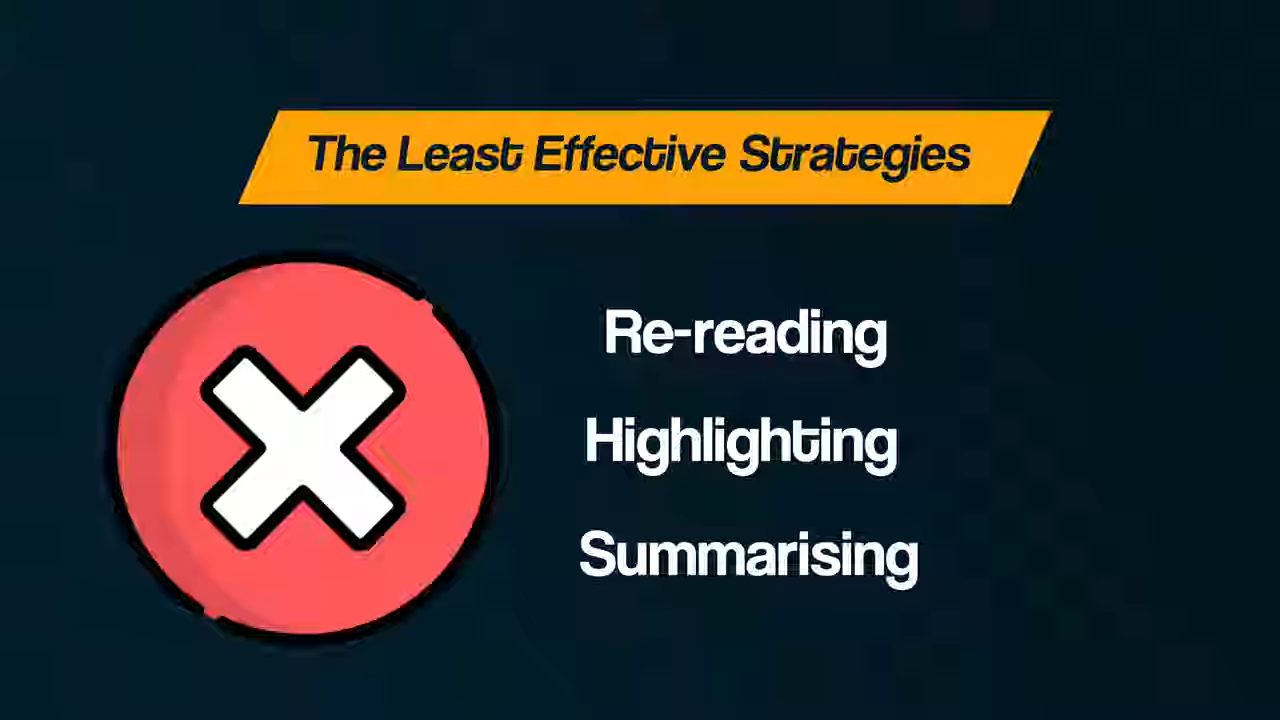 The Least Effective Strategies
Re-reading
Highlighting
Summarising